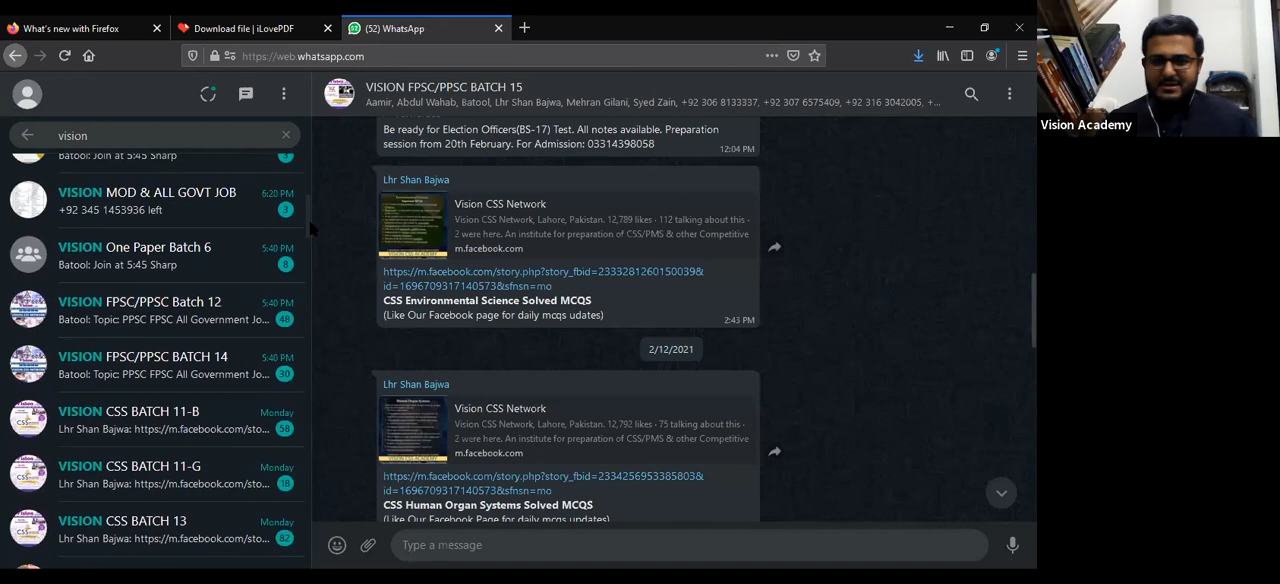 What's new with Firefox
Download file | iLovePDF
(52) WhatsApp
https://web.whatsapp.com
vision
Batool: Join at 5:45 Sharp
3
VISION MOD & ALL GOVT JOB
6:20 PM
+92 345 1453936 left
3
VISION One Paper Batch 6
5:40 PM
Batool: Join at 5:45 Sharp
8
VISION FPSC/PPSC Batch 12
5:40 PM
Batool: Topic: PPSC FPSC All Government Jo...
48
VISION FPSC/PPSC BATCH 14
5:40 PM
Batool: Topic: PPSC FPSC All Government Jo...
30
VISION CSS BATCH 11-B
Monday
Lhr Shan Bajwa: https://m.facebook.com/sto...
58
VISION CSS BATCH 11-G
Monday
Lhr Shan Bajwa: https://m.facebook.com/sto...
18
VISION CSS BATCH 13
Monday
Lhr Shan Bajwa: https://m.facebook.com/sto...
82
VISION FPSC/PPSC BATCH 15
Aamir, Abdul Wahab, Batool, Lhr Shan Bajwa, Mehran Gilani, Syed Zain, +92 306 8133337, +92 307 6575409, +92 316 3042005, +...
Be ready for Election Officers(BS-17) Test. All notes available. Preparation
session from 20th February. For Admission: 03314398058
12:04 PM
Lhr Shan Bajwa
Vision CSS Network
Vision CSS Network, Lahore, Pakistan. 12,789 likes · 112 talking about this ·
2 were here. An institute for preparation of CSS/PMS & other Competitive
m.facebook.com
https://m.facebook.com/story.php?story_fbid=2333281260150039&
id=1696709317140573&sfnsn=mo
CSS Environmental Science Solved MCQS
(Like Our Facebook page for daily mcqs udates)
2:43 PM
2/12/2021
Lhr Shan Bajwa
Vision CSS Network
Vision CSS Network, Lahore, Pakistan. 12,792 likes · 75 talking about this ·
2 were here. An institute for preparation of CSS/PMS & other Competitive
m.facebook.com
https://m.facebook.com/story.php?story_fbid=2334256953385803&
id=1696709317140573&sfnsn=mo
CSS Human Organ Systems Solved MCQS
(Like Our Facebook Page for daily mcqs updates)
Type a message
Vision Academy